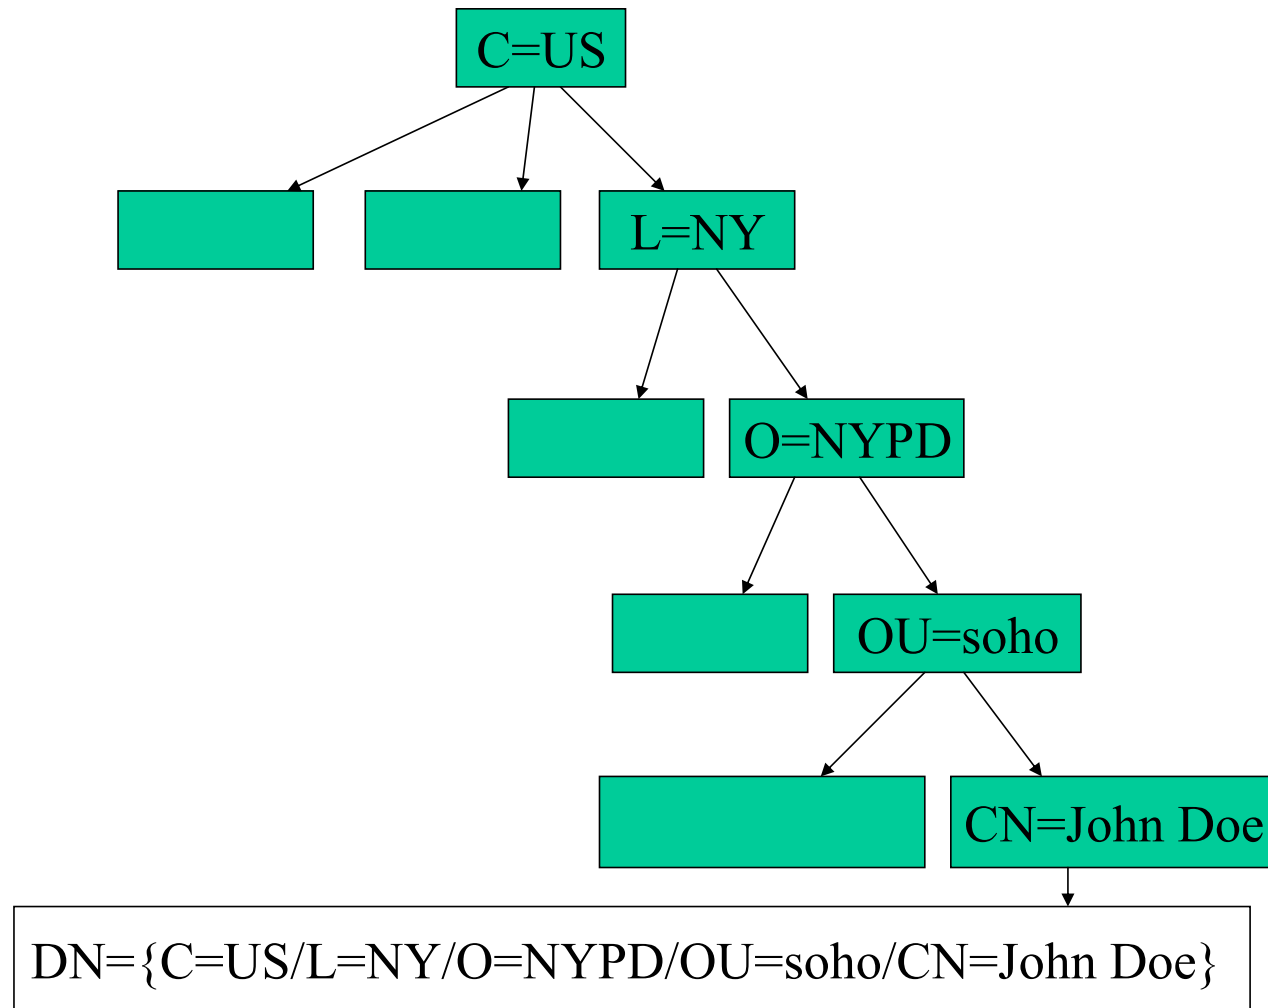 C=US
L=NY
O=NYPD
OU=soho
CN=John Doe
DN={C=US/L=NY/O=NYPD/OU=soho/CN=John Doe}